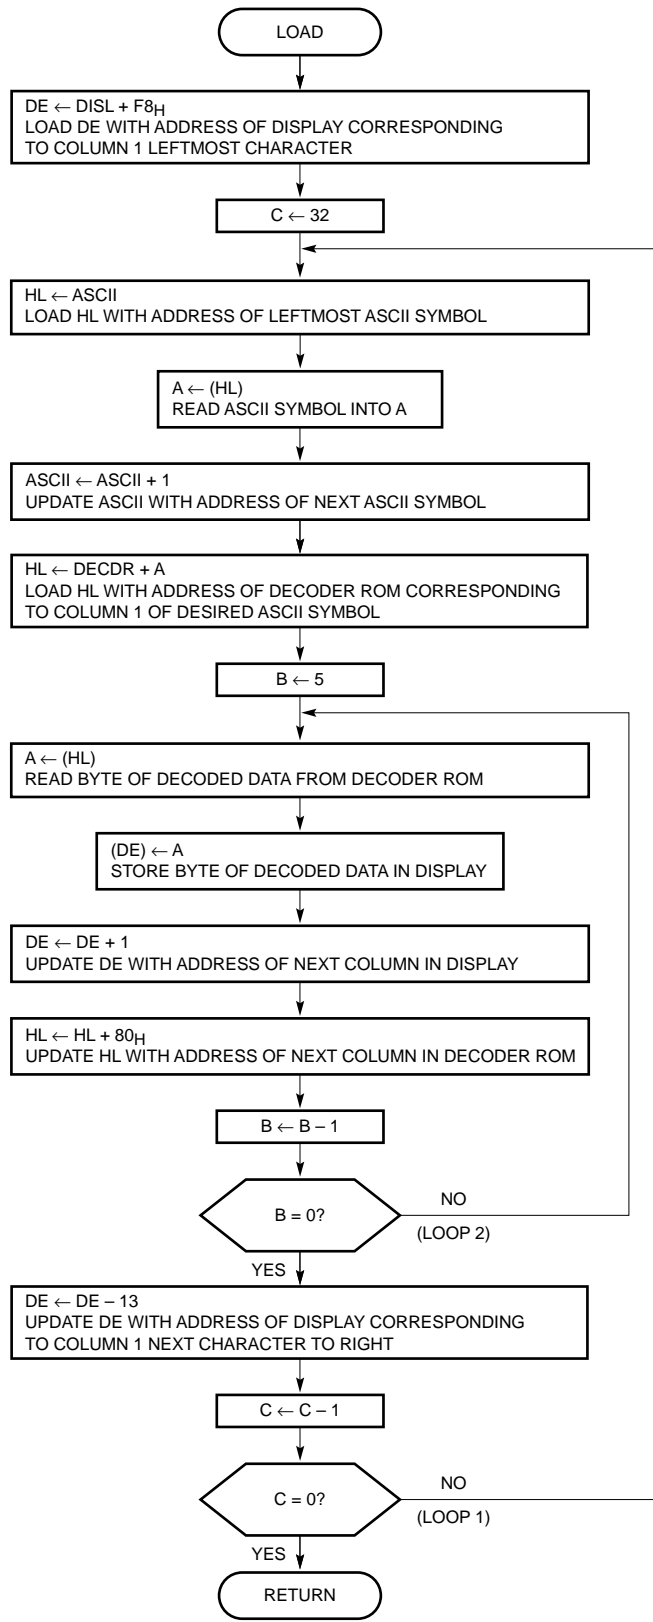 LOAD
DE ← DISL + F8H
LOAD DE WITH ADDRESS OF DISPLAY CORRESPONDING
TO COLUMN 1 LEFTMOST CHARACTER
C ← 32
HL ← ASCII
LOAD HL WITH ADDRESS OF LEFTMOST ASCII SYMBOL
A ← (HL)
READ ASCII SYMBOL INTO A
ASCII ← ASCII + 1
UPDATE ASCII WITH ADDRESS OF NEXT ASCII SYMBOL
HL ← DECDR + A
LOAD HL WITH ADDRESS OF DECODER ROM CORRESPONDING
TO COLUMN 1 OF DESIRED ASCII SYMBOL
B ← 5
A ← (HL)
READ BYTE OF DECODED DATA FROM DECODER ROM
(DE) ← A
STORE BYTE OF DECODED DATA IN DISPLAY
DE ← DE + 1
UPDATE DE WITH ADDRESS OF NEXT COLUMN IN DISPLAY
HL ← HL + 80H
UPDATE HL WITH ADDRESS OF NEXT COLUMN IN DECODER ROM
B ← B – 1
B = 0?
NO
(LOOP 2)
YES
DE ← DE – 13
UPDATE DE WITH ADDRESS OF DISPLAY CORRESPONDING
TO COLUMN 1 NEXT CHARACTER TO RIGHT
C ← C – 1
C = 0?
NO
(LOOP 1)
YES
RETURN